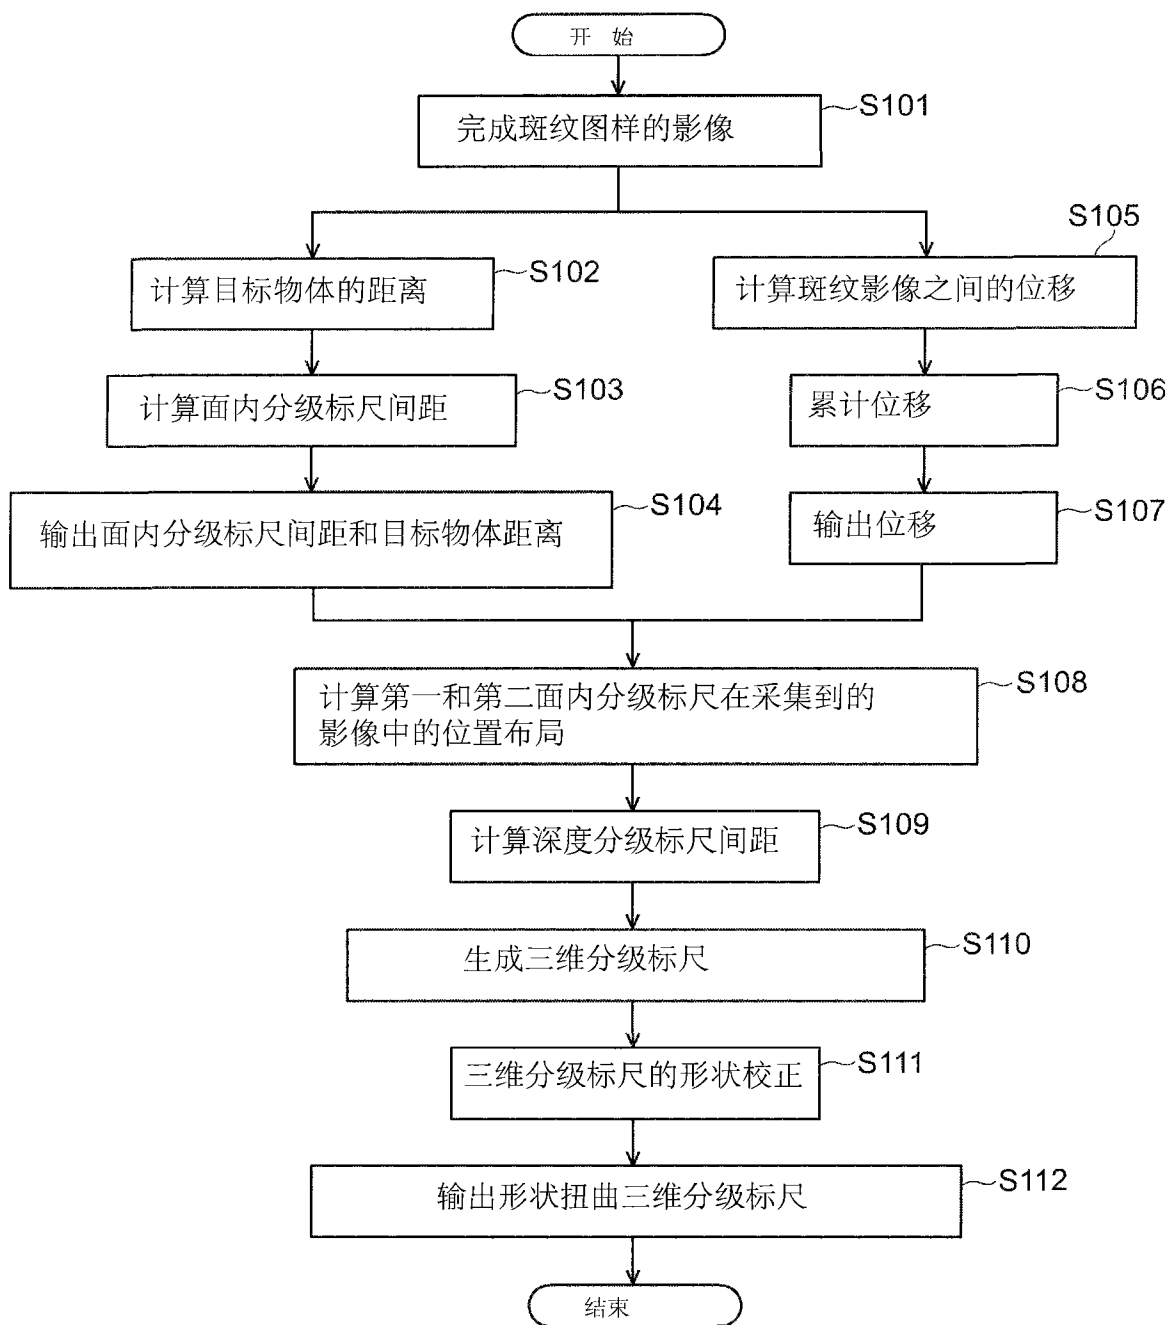 开 始
完成斑纹图样的影像
S101
计算目标物体的距离
S102
计算面内分级标尺间距
S103
输出面内分级标尺间距和目标物体距离
S104
计算斑纹影像之间的位移
S105
累计位移
S106
输出位移
S107
计算第一和第二面内分级标尺在采集到的
影像中的位置布局
S108
计算深度分级标尺间距
S109
生成三维分级标尺
S110
三维分级标尺的形状校正
S111
输出形状扭曲三维分级标尺
S112
结束